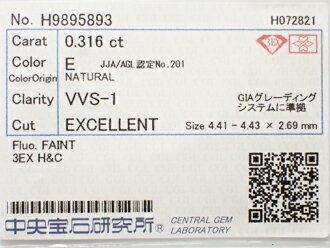 No. H9895893 H072821
Carat 0.316 ct
Color E JJA/AGL認定No.201
ColorOrigin NATURAL
Clarity VVS-1 GIAグレーディング
システムに準拠
Cut EXCELLENT Size 4.41 - 4.43 × 2.69 mm
Fluo. FAINT
3EX H&C
中央宝石研究所® CENTRAL GEM
LABORATORY